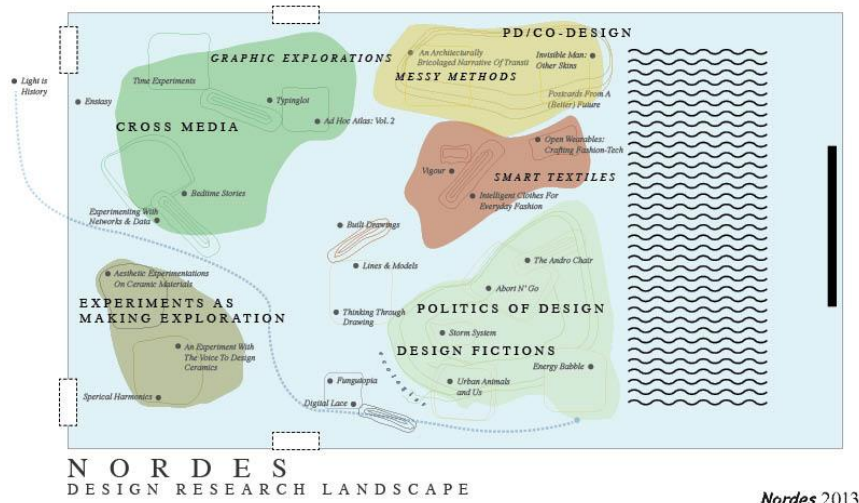 PD/CO-DESIGN
GRAPHIC EXPLORATIONS
An Architecturally
Bricolaged Narrative Of Transit
Invisible Man:
Other Skins
MESSY METHODS
Light is
History
Time Experiments
Enstasy
Typinglot
Postcards From A
(Better) Future
Ad Hoc Atlas: Vol. 2
CROSS MEDIA
Open Wearables:
Crafting Fashion-Tech
Vigour
SMART TEXTILES
Bedtime Stories
Intelligent Clothes For
Everyday Fashion
Experimenting With
Networks & Data
Built Drawings
Lines & Models
The Andro Chair
Aesthetic Experimentations
On Ceramic Materials
Abort N' Go
EXPERIMENTS AS
MAKING EXPLORATION
Thinking Through
Drawing
POLITICS OF DESIGN
Storm System
An Experiment With
The Voice To Design
Ceramics
DESIGN FICTIONS
ecologies
Energy Babble
Fungutopia
Urban Animals
and Us
Sperical Harmonics
Digital Lace
NORDES
DESIGN RESEARCH LANDSCAPE
Nordes 2013